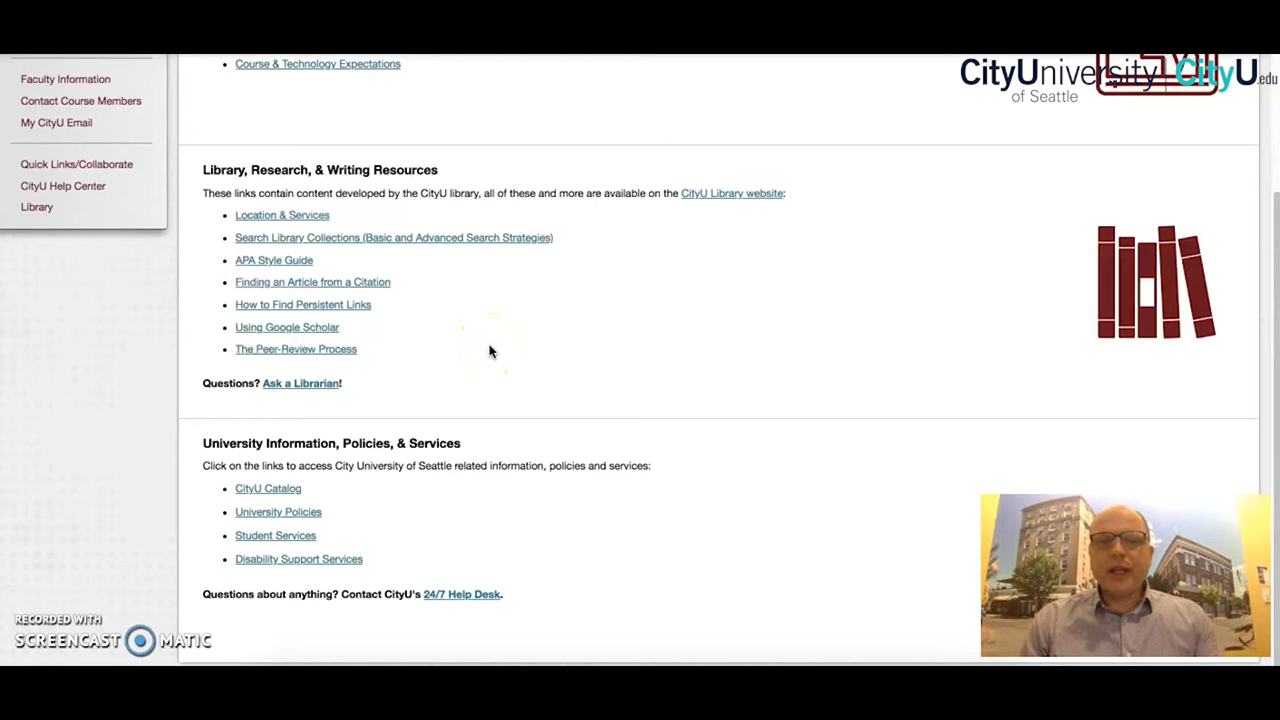 Course & Technology Expectations
CityUniversity
of Seattle
CityU.edu
Faculty Information
Contact Course Members
My CityU Email
Quick Links/Collaborate
CityU Help Center
Library
Library, Research, & Writing Resources
These links contain content developed by the CityU library, all of these and more are available on the CityU Library website:
Location & Services
Search Library Collections (Basic and Advanced Search Strategies)
APA Style Guide
Finding an Article from a Citation
How to Find Persistent Links
Using Google Scholar
The Peer-Review Process
Questions? Ask a Librarian!
University Information, Policies, & Services
Click on the links to access City University of Seattle related information, policies and services:
CityU Catalog
University Policies
Student Services
Disability Support Services
Questions about anything? Contact CityU's 24/7 Help Desk.
RECORDED WITH
SCREENCAST MATIC